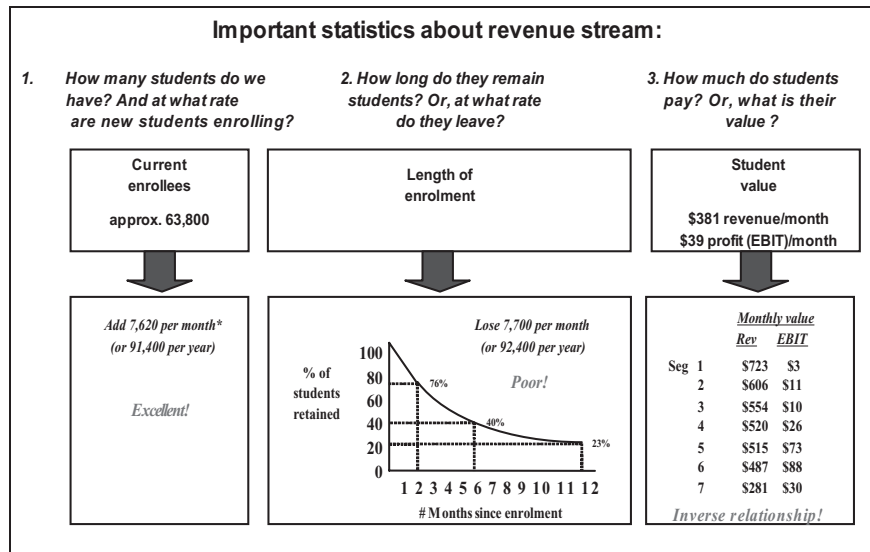 Important statistics about revenue stream:
1. How many students do we
have? And at what rate
are new students enrolling?
2. How long do they remain
students? Or, at what rate
do they leave?
3. How much do students
pay? Or, what is their
value ?
Current
enrollees
approx. 63,800
Length of
enrolment
Student
value
$381 revenue/month
$39 profit (EBIT)/month
Add 7,620 per month*
(or 91,400 per year)
Excellent!
Lose 7,700 per month
(or 92,400 per year)
Poor!
% of
students
retained
100
80
60
40
20
0
76%
40%
23%
1 2 3 4 5 6 7 8 9 10 11 12
# Months since enrolment
Monthly value
Rev EBIT
Seg 1 $723 $3
2 $606 $11
3 $554 $10
4 $520 $26
5 $515 $73
6 $487 $88
7 $281 $30
Inverse relationship!